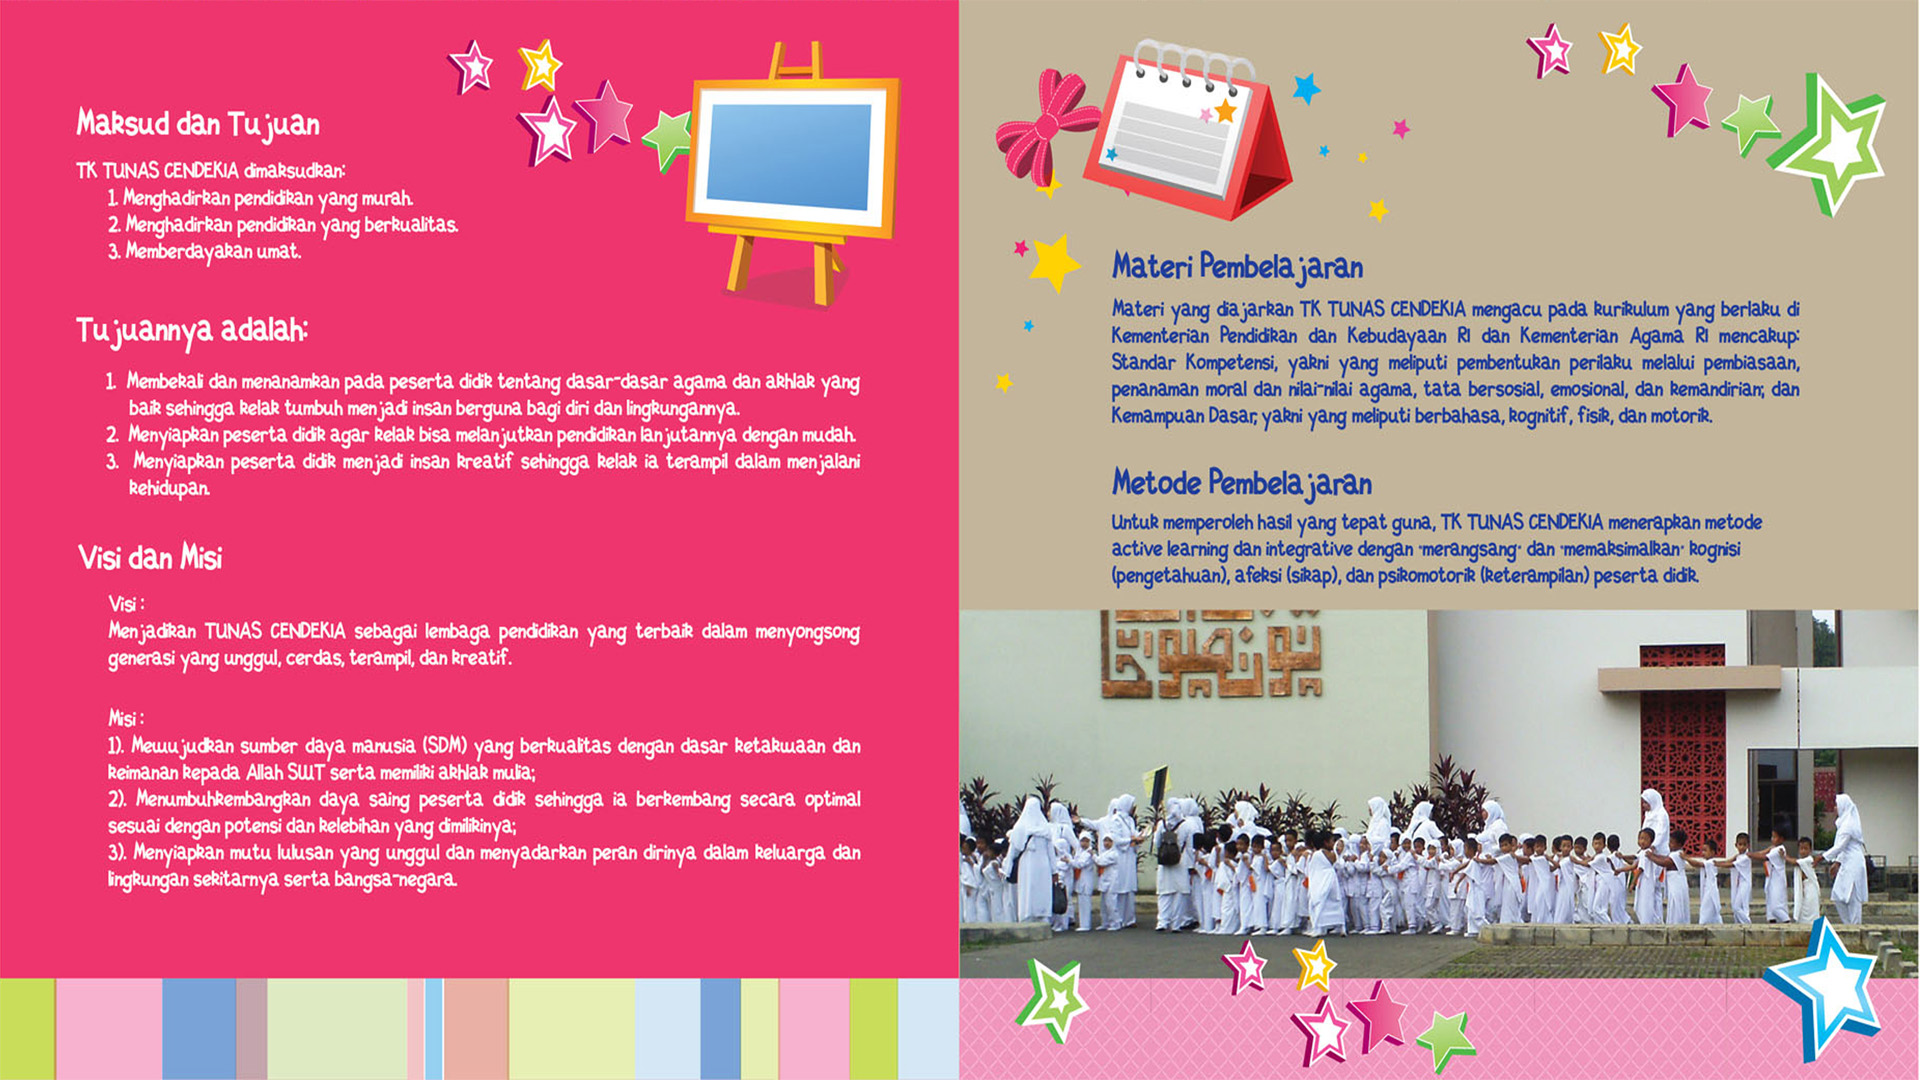 Maksud dan Tujuan
TK TUNAS CENDEKIA dimaksudkan:
1. Menghadirkan pendidikan yang murah.
2. Menghadirkan pendidikan yang berkualitas.
3. Memberdayakan umat.
Tujuannya adalah:
1. Membekali dan menanamkan pada peserta didik tentang dasar-dasar agama dan akhlak yang
baik sehingga kelak tumbuh menjadi insan berguna bagi diri dan lingkungannya.
2. Menyiapkan peserta didik agar kelak bisa melanjutkan pendidikan lanjutannya dengan mudah.
3. Menyiapkan peserta didik menjadi insan kreatif sehingga kelak ia terampil dalam menjalani
kehidupan.
Visi dan Misi
Visi :
Menjadikan TUNAS CENDEKIA sebagai lembaga pendidikan yang terbaik dalam menyongsong
generasi yang unggul, cerdas, terampil, dan kreatif.
Misi :
1). Mewujudkan sumber daya manusia (SDM) yang berkualitas dengan dasar ketakwaan dan
keimanan kepada Allah SWT serta memiliki akhlak mulia;
2). Menumbuhkembangkan daya saing peserta didik sehingga ia berkembang secara optimal
sesuai dengan potensi dan kelebihan yang dimilikinya;
3). Menyiapkan mutu lulusan yang unggul dan menyadarkan peran dirinya dalam keluarga dan
lingkungan sekitarnya serta bangsa-negara.
Materi Pembelajaran
Materi yang diajarkan TK TUNAS CENDEKIA mengacu pada kurikulum yang berlaku di
Kementerian Pendidikan dan Kebudayaan RI dan Kementerian Agama RI mencakup:
Standar Kompetensi, yakni yang meliputi pembentukan perilaku melalui pembiasaan,
penanaman moral dan nilai-nilai agama, tata bersosial, emosional, dan kemandirian; dan
Kemampuan Dasar, yakni yang meliputi berbahasa, kognitif, fisik, dan motorik.
Metode Pembelajaran
Untuk memperoleh hasil yang tepat guna, TK TUNAS CENDEKIA menerapkan metode
active learning dan integrative dengan "merangsang" dan "memaksimalkan" kognisi
(pengetahuan), afeksi (sikap), dan psikomotorik (keterampilan) peserta didik.